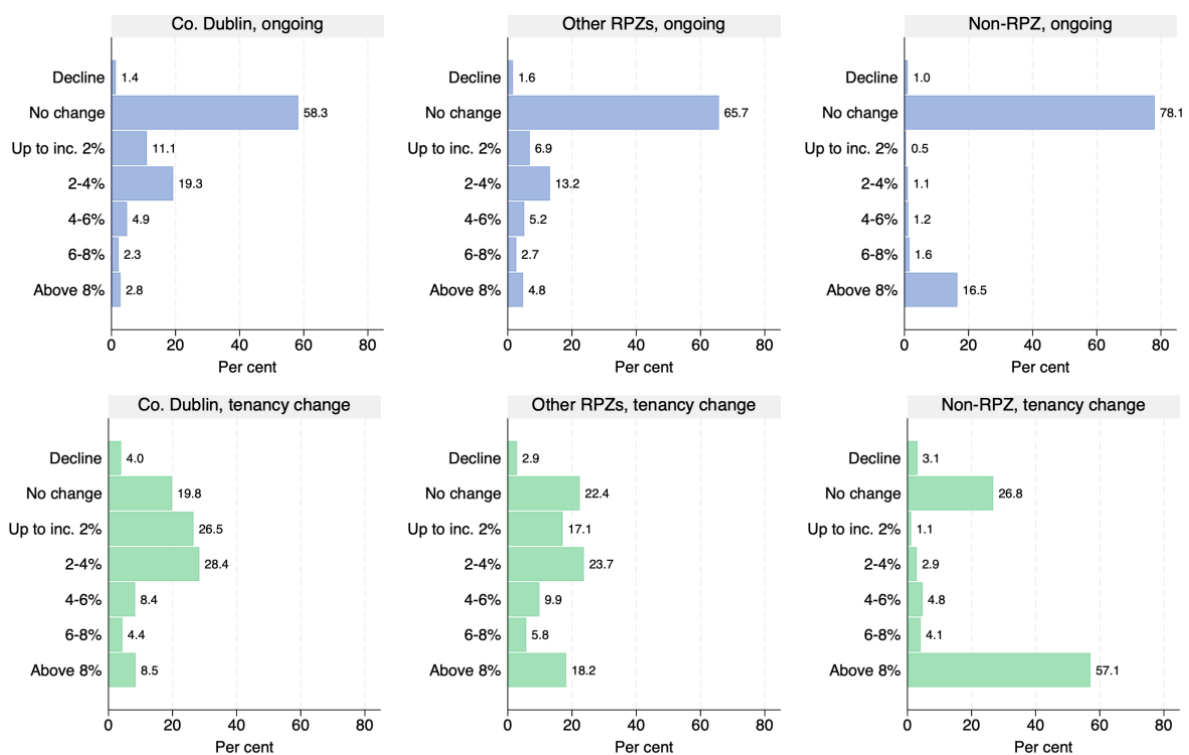 Co. Dublin, ongoing
Decline 1.4
No change 58.3
Up to inc. 2% 11.1
2-4% 19.3
4-6% 4.9
6-8% 2.3
Above 8% 2.8
0 20 40 60 80
Per cent
Other RPZs, ongoing
Decline 1.6
No change 65.7
Up to inc. 2% 6.9
2-4% 13.2
4-6% 5.2
6-8% 2.7
Above 8% 4.8
0 20 40 60 80
Per cent
Non-RPZ, ongoing
Decline 1.0
No change 78.1
Up to inc. 2% 0.5
2-4% 1.1
4-6% 1.2
6-8% 1.6
Above 8% 16.5
0 20 40 60 80
Per cent
Co. Dublin, tenancy change
Decline 4.0
No change 19.8
Up to inc. 2% 26.5
2-4% 28.4
4-6% 8.4
6-8% 4.4
Above 8% 8.5
0 20 40 60 80
Per cent
Other RPZs, tenancy change
Decline 2.9
No change 22.4
Up to inc. 2% 17.1
2-4% 23.7
4-6% 9.9
6-8% 5.8
Above 8% 18.2
0 20 40 60 80
Per cent
Non-RPZ, tenancy change
Decline 3.1
No change 26.8
Up to inc. 2% 1.1
2-4% 2.9
4-6% 4.8
6-8% 4.1
Above 8% 57.1
0 20 40 60 80
Per cent